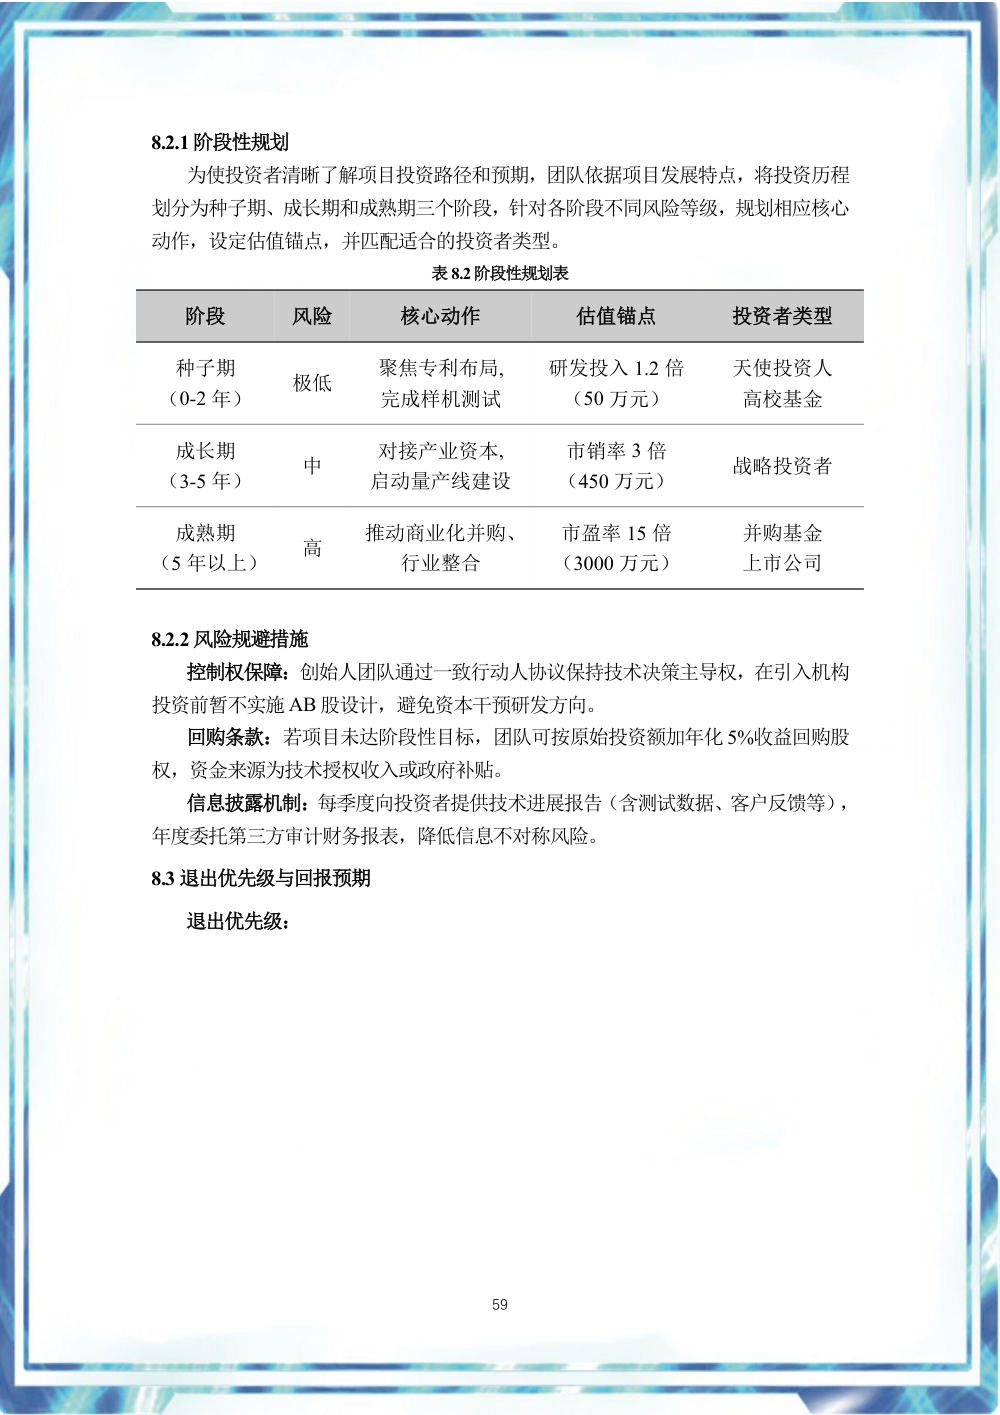 8.2.1 阶段性规划
为使投资者清晰了解项目投资路径和预期，团队依据项目发展特点，将投资历程
划分为种子期、成长期和成熟期三个阶段，针对各阶段不同风险等级，规划相应核心
动作，设定估值锚点，并匹配适合的投资者类型。
表 8.2 阶段性规划表
阶段 风险 核心动作 估值锚点 投资者类型
种子期 聚焦专利布局, 研发投入 1.2 倍 天使投资人
极低
（0-2 年） 完成样机测试 （50 万元） 高校基金
成长期 对接产业资本, 市销率 3 倍
中 战略投资者
（3-5 年） 启动量产线建设 （450 万元）
成熟期 推动商业化并购、 市盈率 15 倍 并购基金
高
（5 年以上） 行业整合 （3000 万元） 上市公司
8.2.2 风险规避措施
控制权保障：创始人团队通过一致行动人协议保持技术决策主导权，在引入机构
投资前暂不实施 AB 股设计，避免资本干预研发方向。
回购条款：若项目未达阶段性目标，团队可按原始投资额加年化 5%收益回购股
权，资金来源为技术授权收入或政府补贴。
信息披露机制：每季度向投资者提供技术进展报告（含测试数据、客户反馈等），
年度委托第三方审计财务报表，降低信息不对称风险。
8.3 退出优先级与回报预期
退出优先级：
59